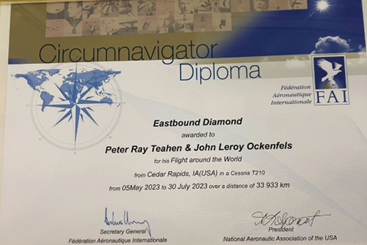 Circumnavigator
Diploma
Fédération
Aéronautique
Internationale
FAI
Eastbound Diamond
awarded to
Peter Ray Teahen & John Leroy Ockenfels
for his Flight around the World
from Cedar Rapids, IA(USA) in a Cessna T210
from 05May 2023 to 30 July 2023 over a distance of 33 933 km
Secretary General
Fédération Aéronautique Internationale
President
National Aeronautic Association of the USA